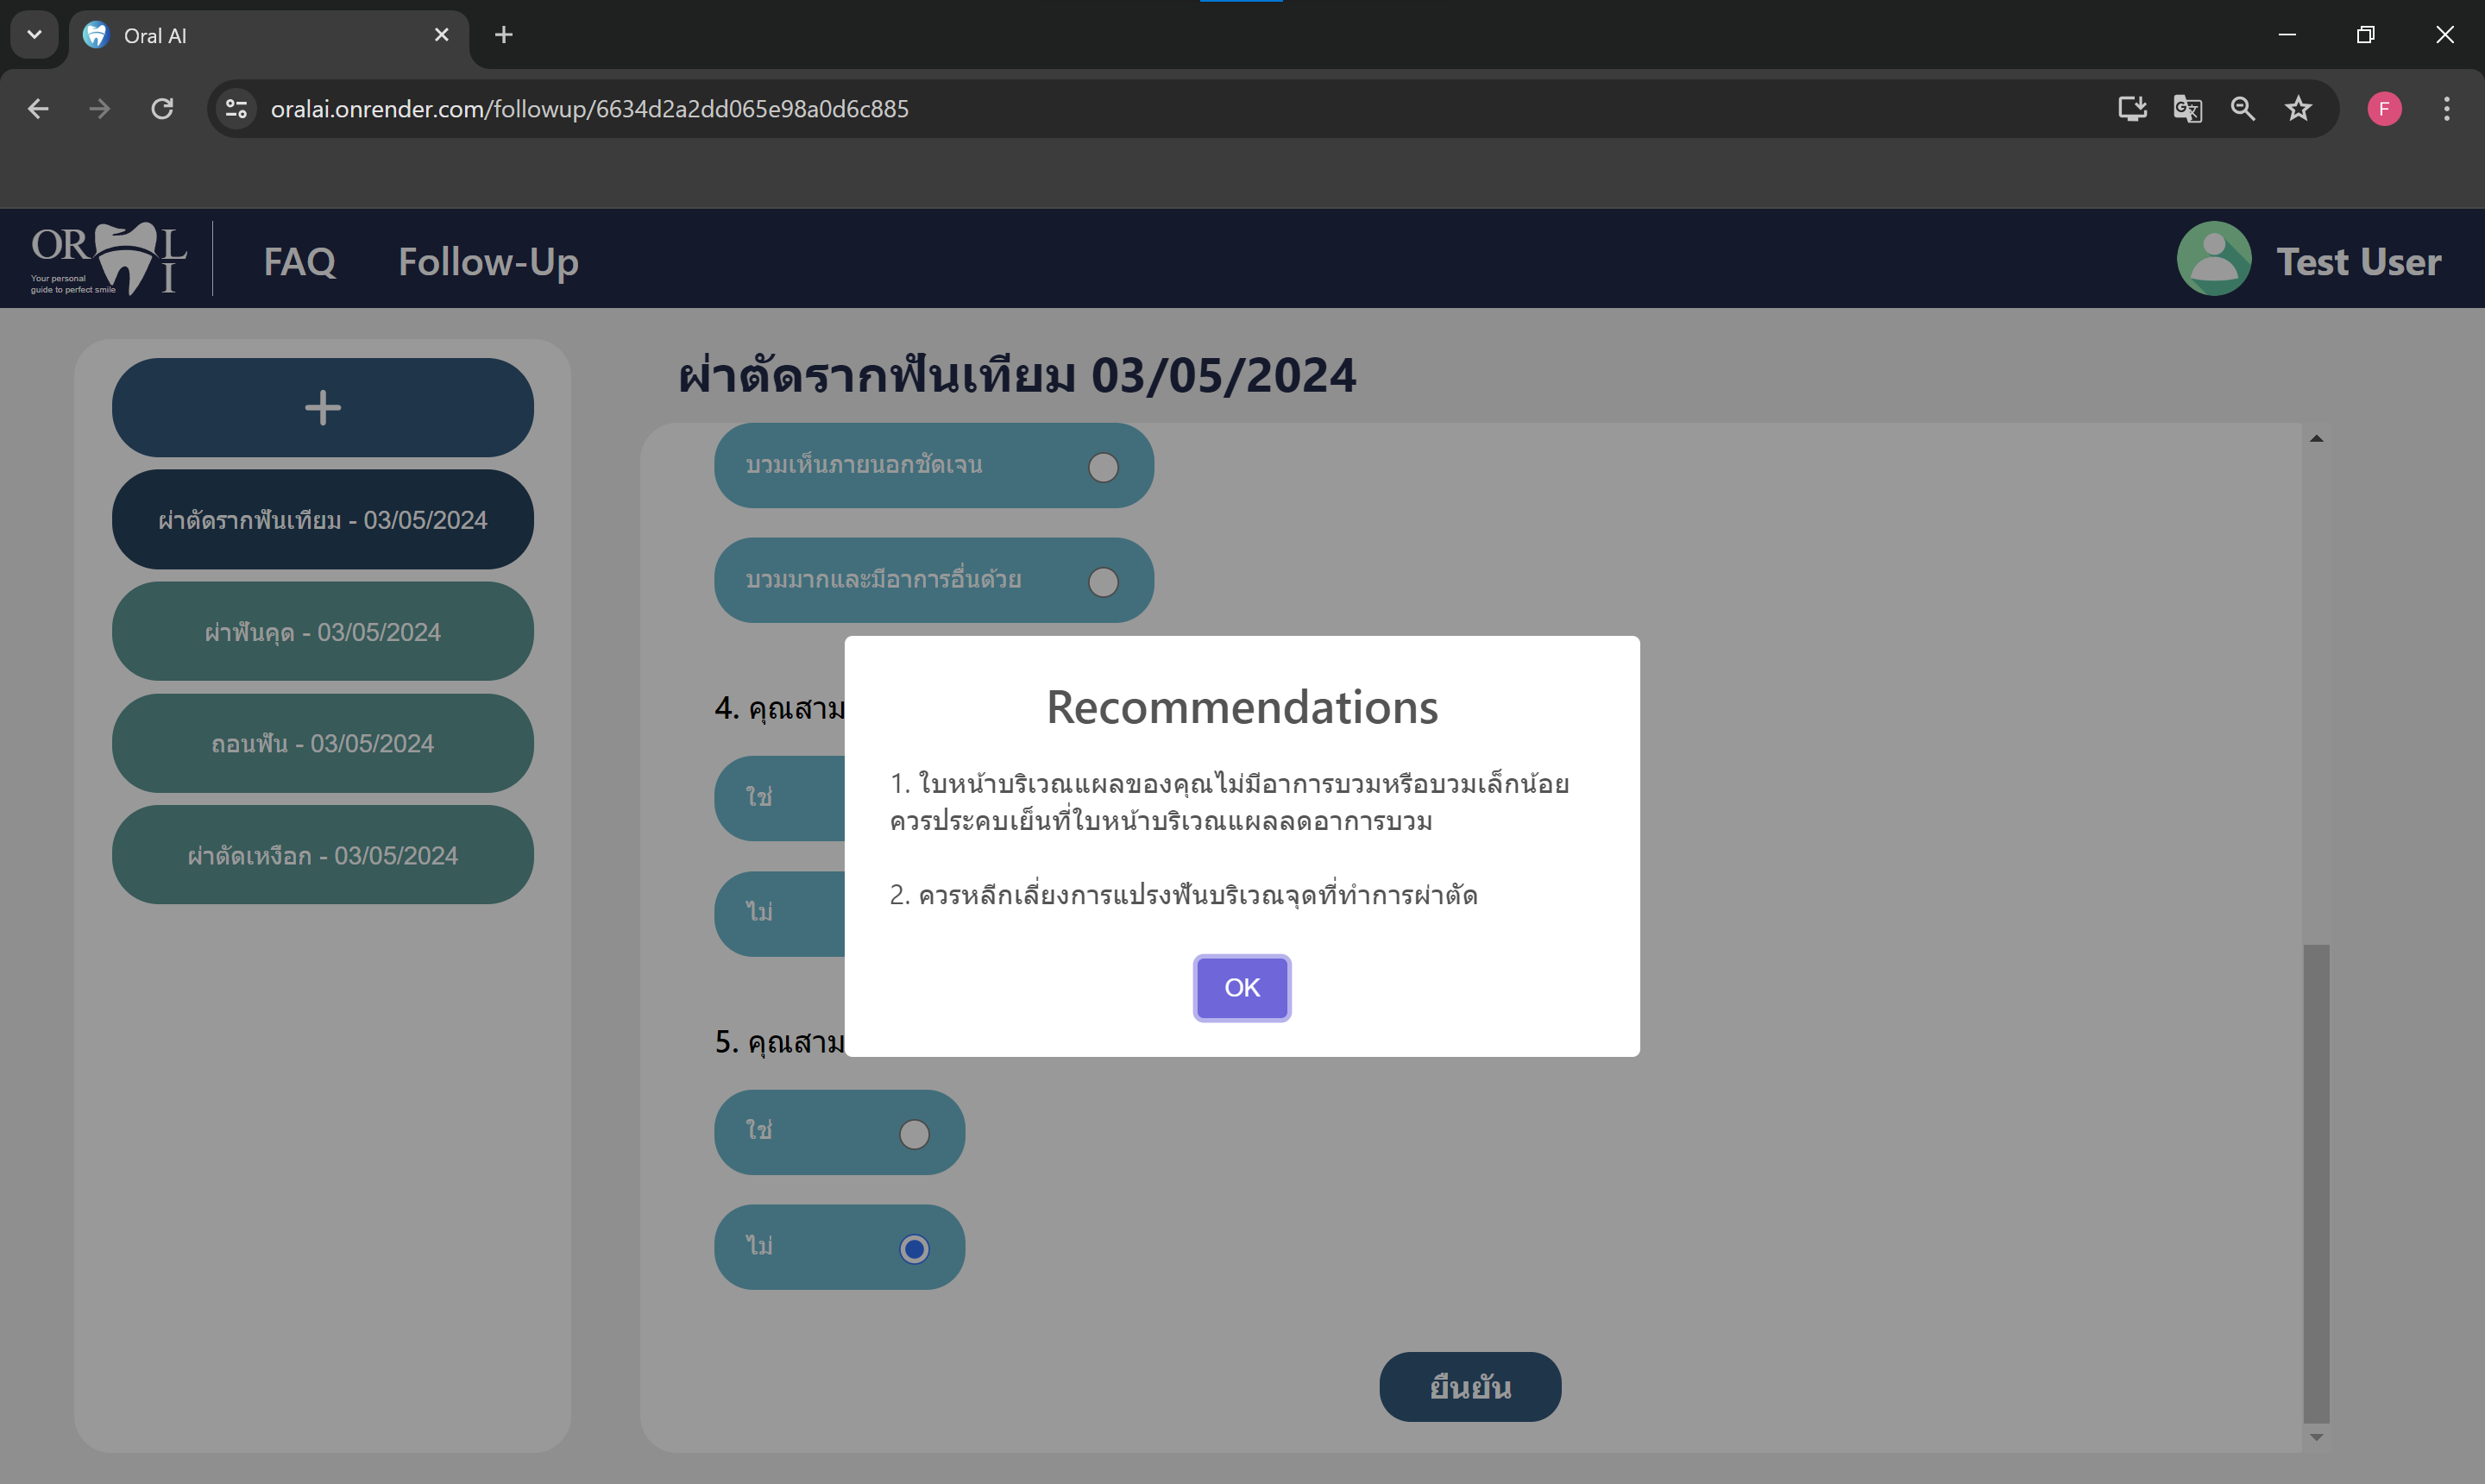 Oral AI
oralai.onrender.com/followup/6634d2a2dd065e98a0d6c885
F
OR L
I
Your personal
guide to perfect smile
FAQ
Follow-Up
Test User
+
ผ่าตัดรากฟันเทียม - 03/05/2024
ผ่าฟันคุด - 03/05/2024
ถอนฟัน - 03/05/2024
ผ่าตัดเหงือก - 03/05/2024
ผ่าตัดรากฟันเทียม 03/05/2024
บวมเห็นภายนอกชัดเจน
บวมมากและมีอาการอื่นด้วย
4. คุณสาม
ใช่
ไม่
5. คุณสาม
ใช่
ไม่
ยืนยัน
Recommendations
1. ใบหน้าบริเวณแผลของคุณไม่มีอาการบวมหรือบวมเล็กน้อย
ควรประคบเย็นที่ใบหน้าบริเวณแผลลดอาการบวม
2. ควรหลีกเลี่ยงการแปรงฟันบริเวณจุดที่ทำการผ่าตัด
OK